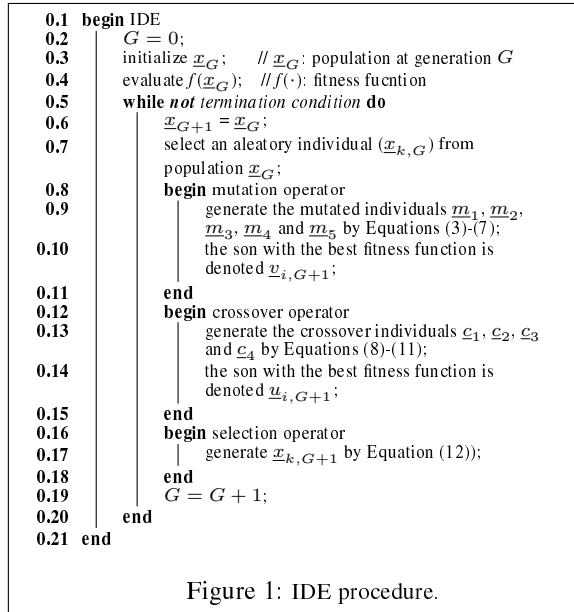 0.1 begin IDE
0.2 G = 0;
0.3 initialize x_G; // x_G: population at generation G
0.4 evaluate f(x_G); //f(·): fitness fucntion
0.5 while not termination condition do
0.6 x_{G+1} = x_G;
0.7 select an aleatory individual (x_{k,G}) from
population x_G;
0.8 begin mutation operator
0.9 generate the mutated individuals m_1, m_2,
m_3, m_4 and m_5 by Equations (3)-(7);
0.10 the son with the best fitness function is
denoted v_{i,G+1};
0.11 end
0.12 begin crossover operator
0.13 generate the crossover individuals c_1, c_2, c_3
and c_4 by Equations (8)-(11);
0.14 the son with the best fitness function is
denoted u_{i,G+1};
0.15 end
0.16 begin selection operator
0.17 generate x_{k,G+1} by Equation (12));
0.18 end
0.19 G = G + 1;
0.20 end
0.21 end
Figure 1: IDE procedure.